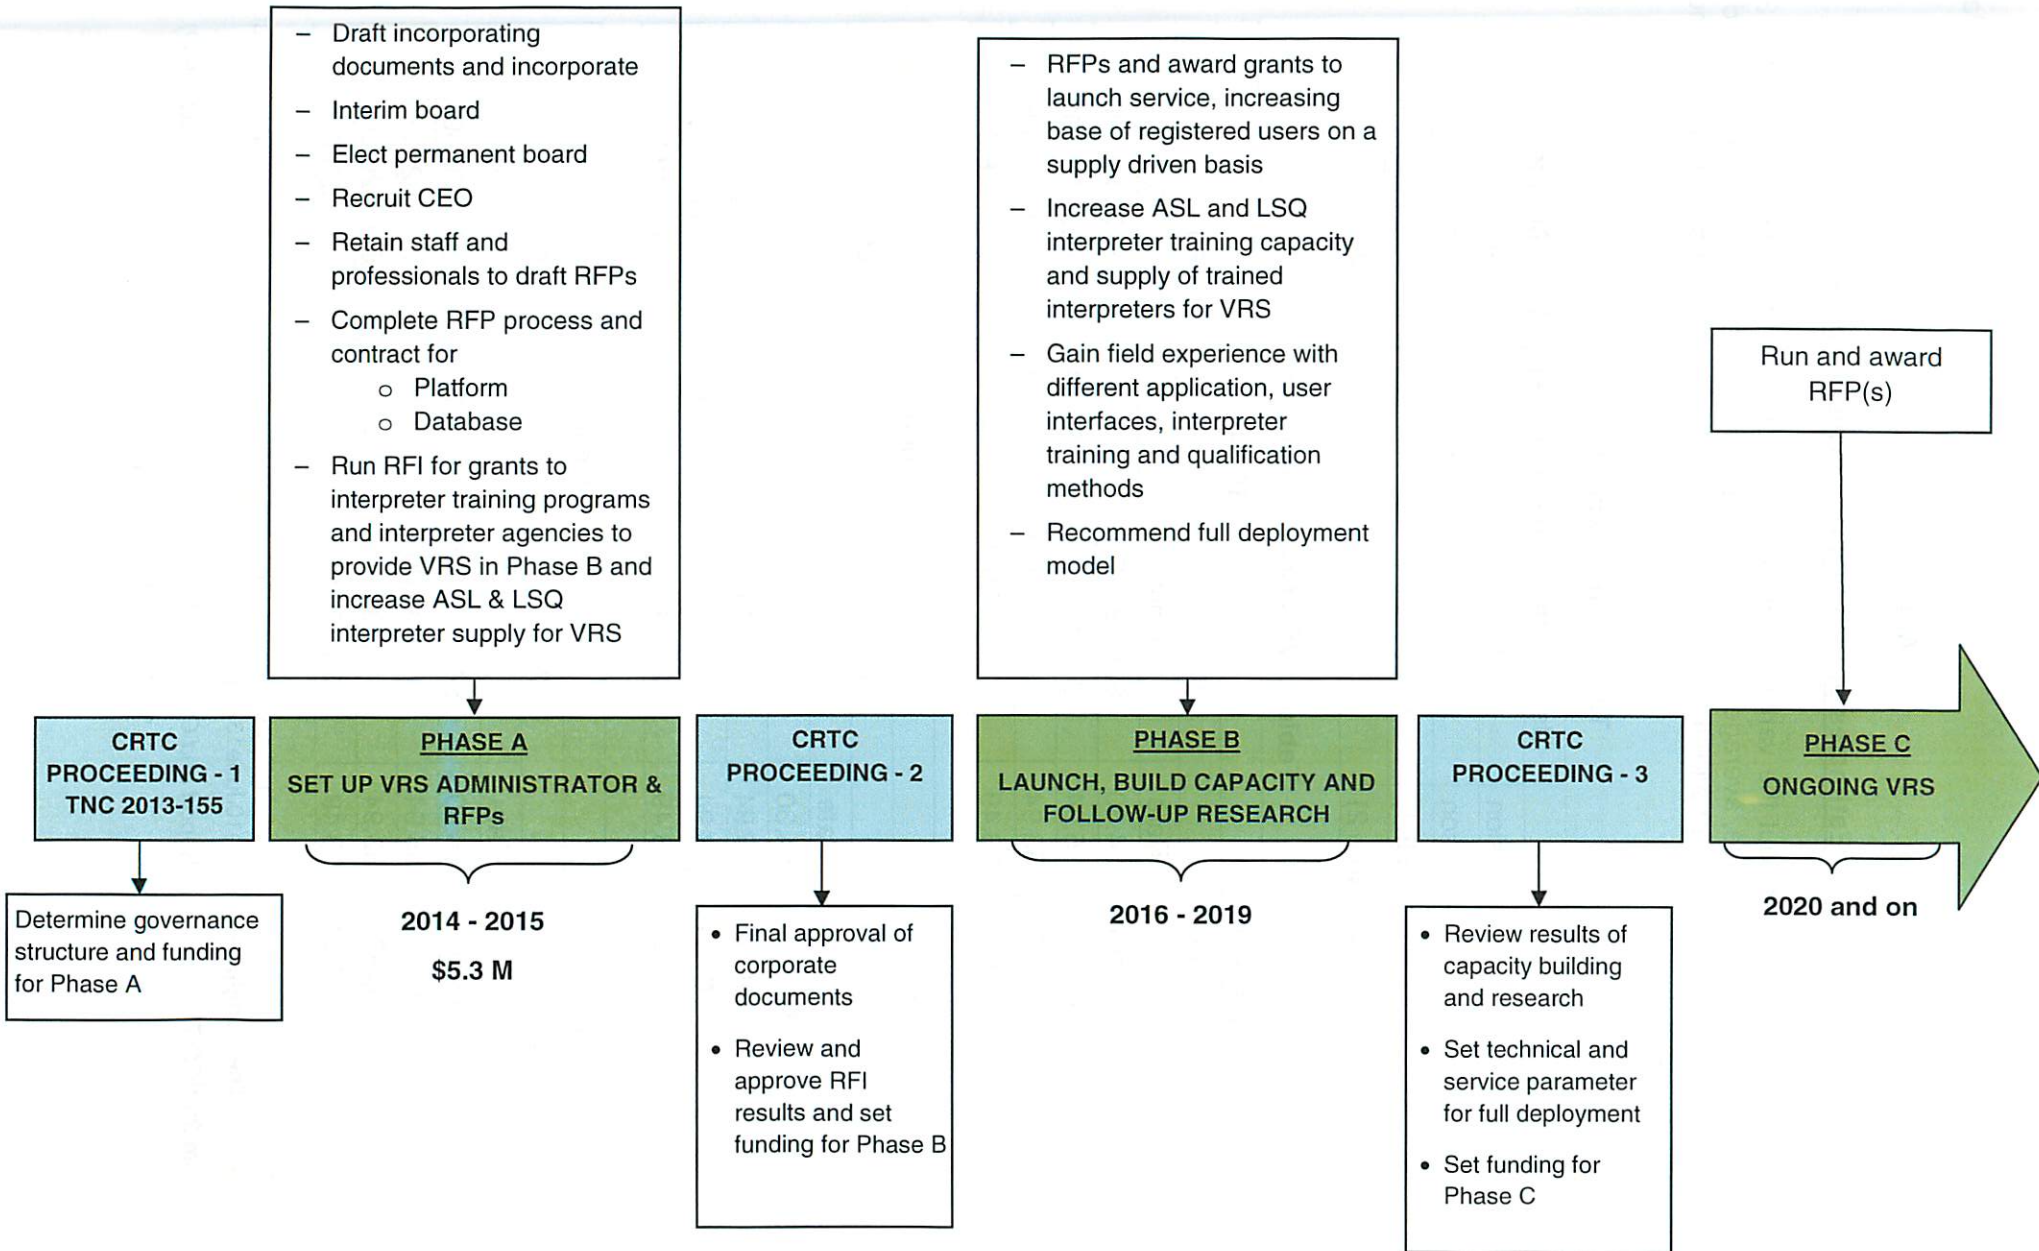 – Draft incorporating
documents and incorporate
– Interim board
– Elect permanent board
– Recruit CEO
– Retain staff and
professionals to draft RFPs
– Complete RFP process and
contract for
o Platform
o Database
– Run RFI for grants to
interpreter training programs
and interpreter agencies to
provide VRS in Phase B and
increase ASL & LSQ
interpreter supply for VRS
– RFPs and award grants to
launch service, increasing
base of registered users on a
supply driven basis
– Increase ASL and LSQ
interpreter training capacity
and supply of trained
interpreters for VRS
– Gain field experience with
different application, user
interfaces, interpreter
training and qualification
methods
– Recommend full deployment
model
Run and award
RFP(s)
CRTC
PROCEEDING - 1
TNC 2013-155
PHASE A
SET UP VRS ADMINISTRATOR &
RFPs
CRTC
PROCEEDING - 2
PHASE B
LAUNCH, BUILD CAPACITY AND
FOLLOW-UP RESEARCH
CRTC
PROCEEDING - 3
PHASE C
ONGOING VRS
Determine governance
structure and funding
for Phase A
2014 - 2015
$5.3 M
• Final approval of
corporate
documents
• Review and
approve RFI
results and set
funding for Phase B
2016 - 2019
• Review results of
capacity building
and research
• Set technical and
service parameter
for full deployment
• Set funding for
Phase C
2020 and on